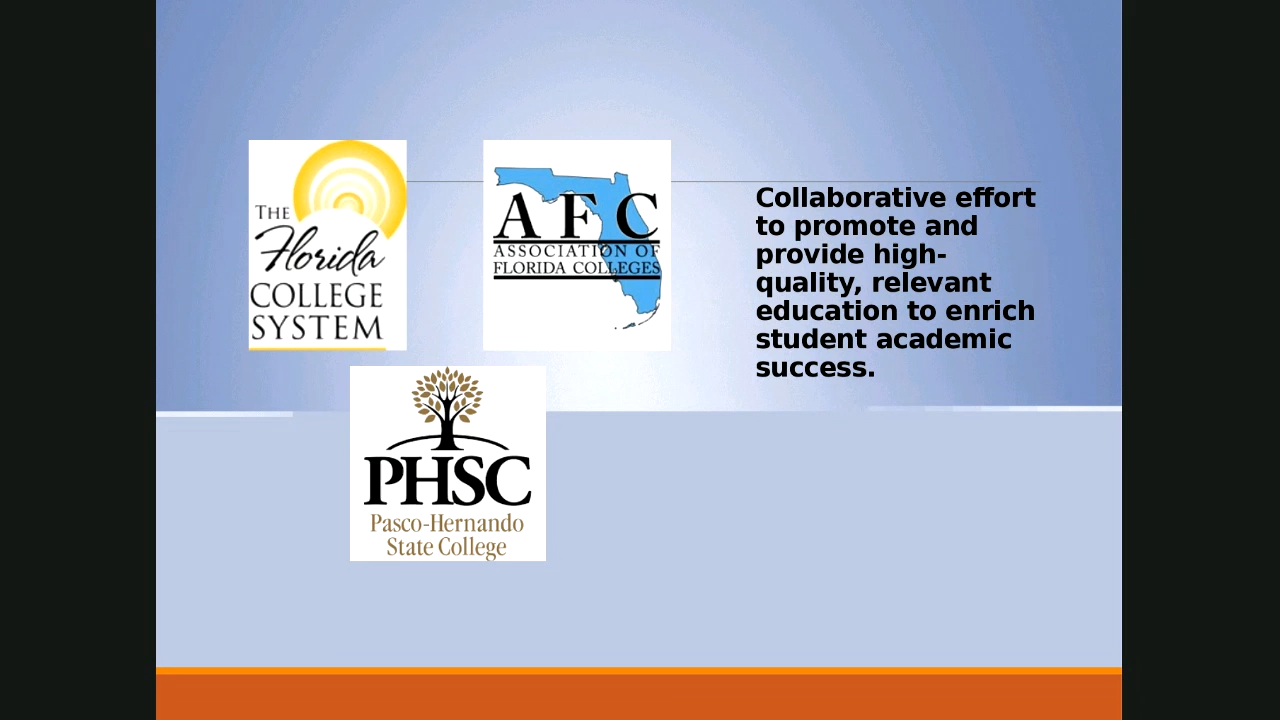 THE
Florida
COLLEGE
SYSTEM
A F C
ASSOCIATION OF
FLORIDA COLLEGES
PHSC
Pasco-Hernando
State College
Collaborative effort
to promote and
provide high-
quality, relevant
education to enrich
student academic
success.